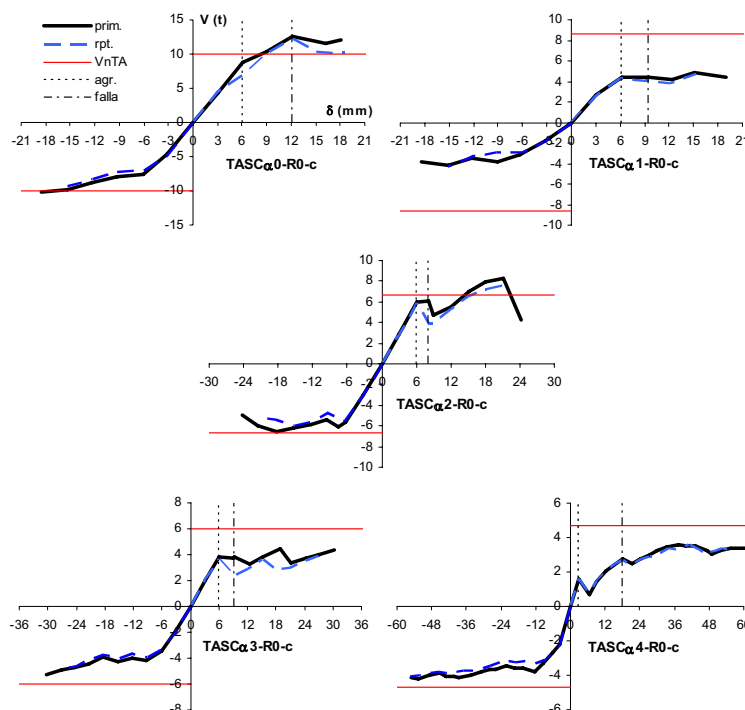 prim.
rpt.
VnTA
agr.
falla
V (t)
15
10
5
0
-5
-10
-15
δ (mm)
-21 -18 -15 -12 -9 -6 -3 0 3 6 9 12 15 18 21
TASCα0-R0-c
10
8
6
4
2
0
-2
-4
-6
-8
-10
-21 -18 -15 -12 -9 -6 -3 0 3 6 9 12 15 18 21
TASCα1-R0-c
10
8
6
4
2
0
-2
-4
-6
-8
-10
-30 -24 -18 -12 -6 0 6 12 18 24 30
TASCα2-R0-c
8
6
4
2
0
-2
-4
-6
-8
-36 -30 -24 -18 -12 -6 0 6 12 18 24 30 36
TASCα3-R0-c
6
4
2
0
-2
-4
-6
-60 -48 -36 -24 -12 0 12 24 36 48 60
TASCα4-R0-c